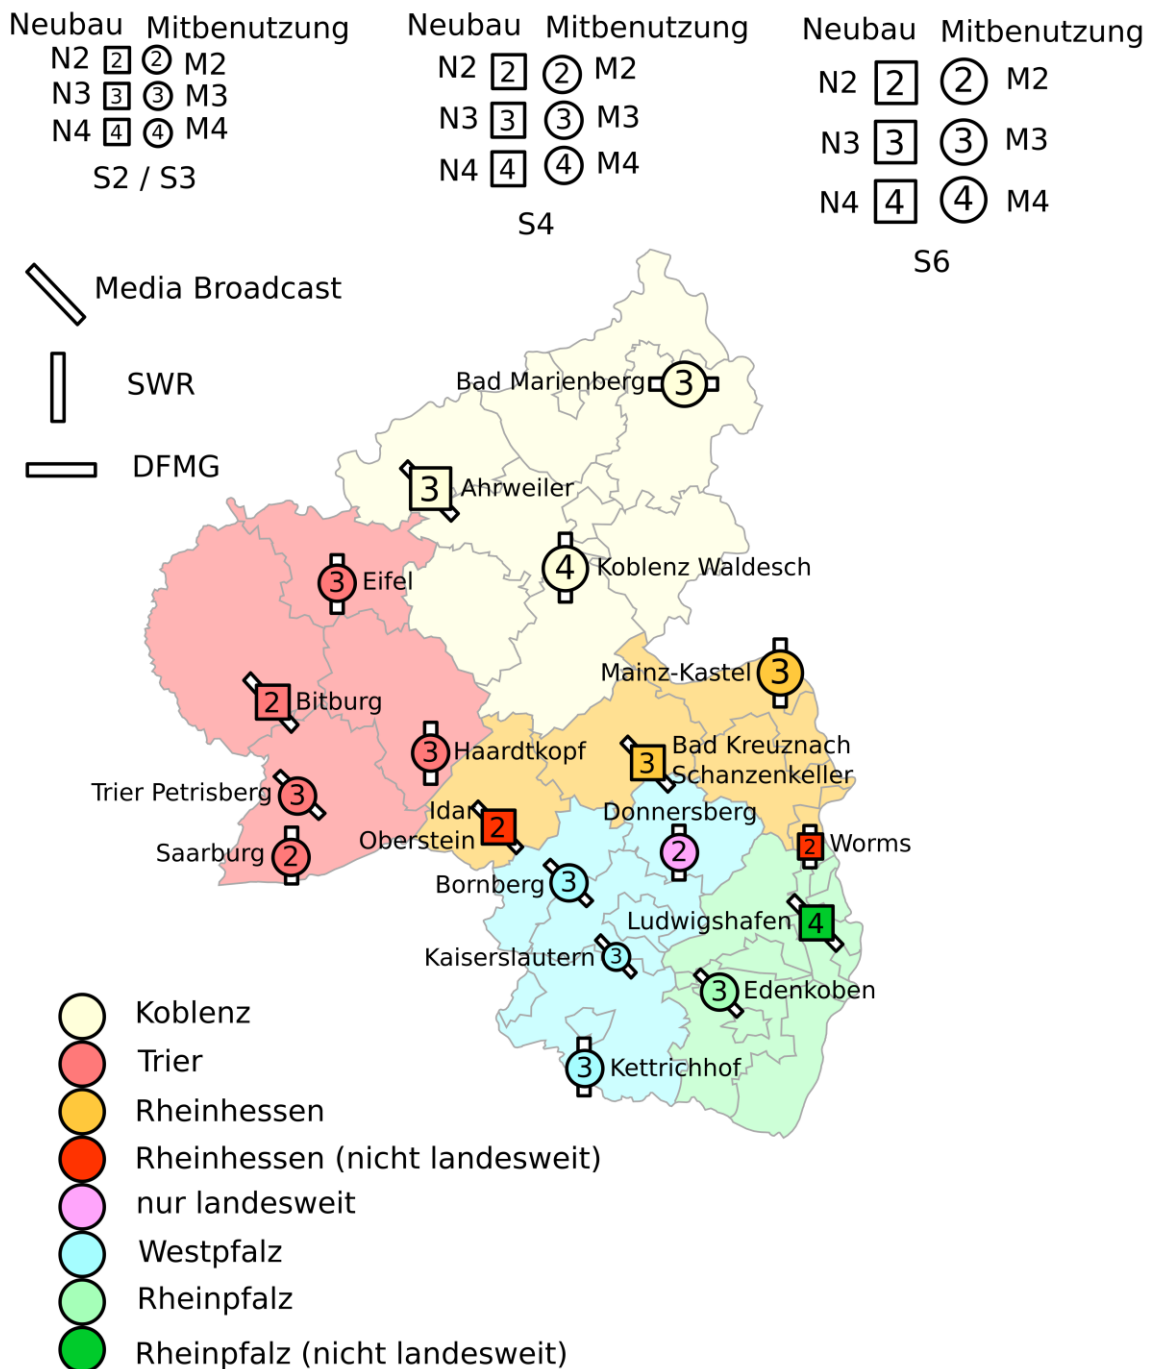 Neubau Mitbenutzung
N2 2 2 M2
N3 3 3 M3
N4 4 4 M4
S2 / S3
Neubau Mitbenutzung
N2 2 2 M2
N3 3 3 M3
N4 4 4 M4
S4
Neubau Mitbenutzung
N2 2 2 M2
N3 3 3 M3
N4 4 4 M4
S6
Media Broadcast
SWR
DFMG
Bad Marienberg 3
3 Ahrweiler
4 Koblenz Waldesch
3 Eifel
Mainz-Kastel 3
2 Bitburg
3 Haardtkopf
3 Bad Kreuznach
Schanzenkeller
Trier Petrisberg 3
Idar
Oberstein 2
Donnersberg
2
Saarburg 2
2 Worms
Bornberg 3
Ludwigshafen 4
Kaiserslautern 3
3 Edenkoben
3 Kettrichhof
Koblenz
Trier
Rheinhessen
Rheinhessen (nicht landesweit)
nur landesweit
Westpfalz
Rheinpfalz
Rheinpfalz (nicht landesweit)